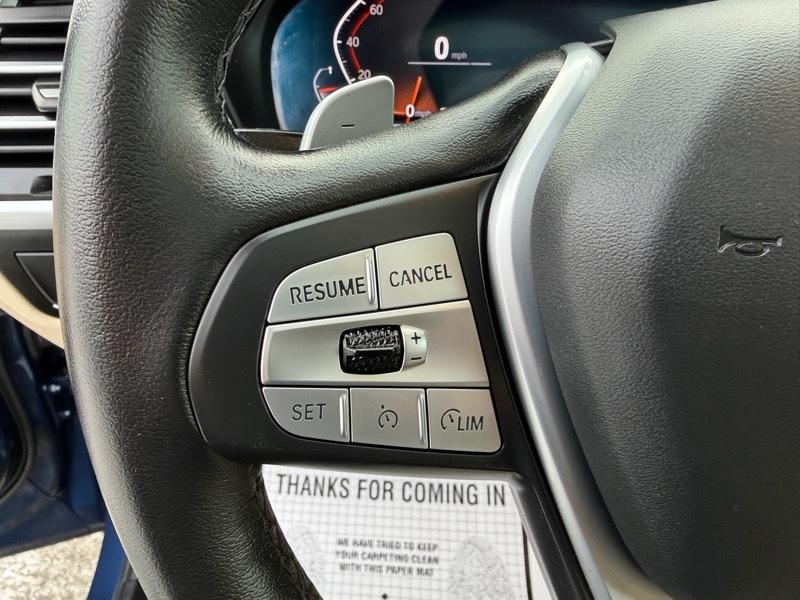 60
40
20
0 mph
0 mph
–
RESUME CANCEL
+
–
SET LIM
THANKS FOR COMING IN
WE HAVE TRIED TO KEEP
YOUR CARPETING CLEAN
WITH THIS PAPER MAT